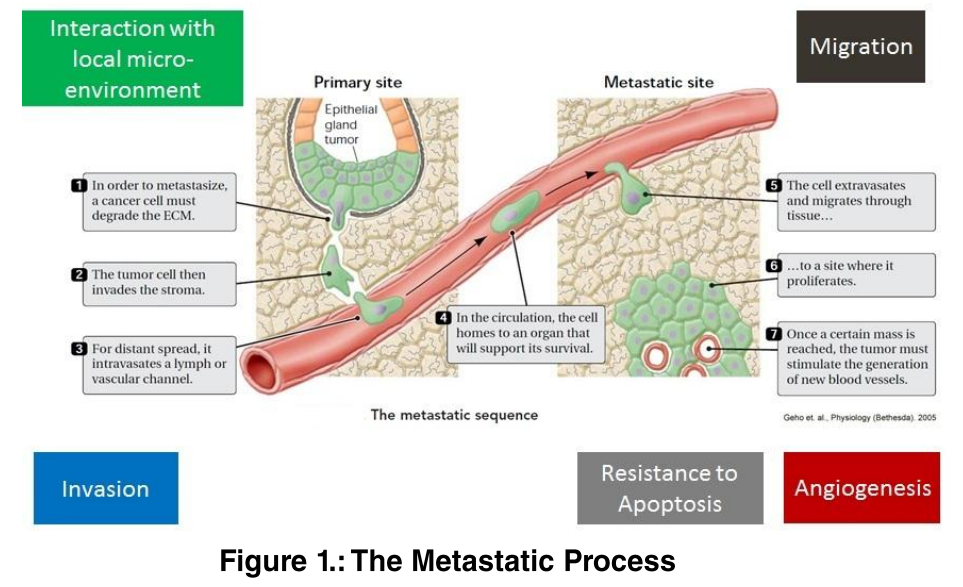 Interaction with
local micro-
environment
Migration
Primary site
Metastatic site
Epithelial
gland
tumor
1 In order to metastasize,
a cancer cell must
degrade the ECM.
2 The tumor cell then
invades the stroma.
3 For distant spread, it
intravasates a lymph or
vascular channel.
4 In the circulation, the cell
homes to an organ that
will support its survival.
5 The cell extravasates
and migrates through
tissue...
6 ...to a site where it
proliferates.
7 Once a certain mass is
reached, the tumor must
stimulate the generation
of new blood vessels.
The metastatic sequence
Geho et. al., Physiology (Bethesda). 2005
Invasion
Resistance to
Apoptosis
Angiogenesis
Figure 1.: The Metastatic Process